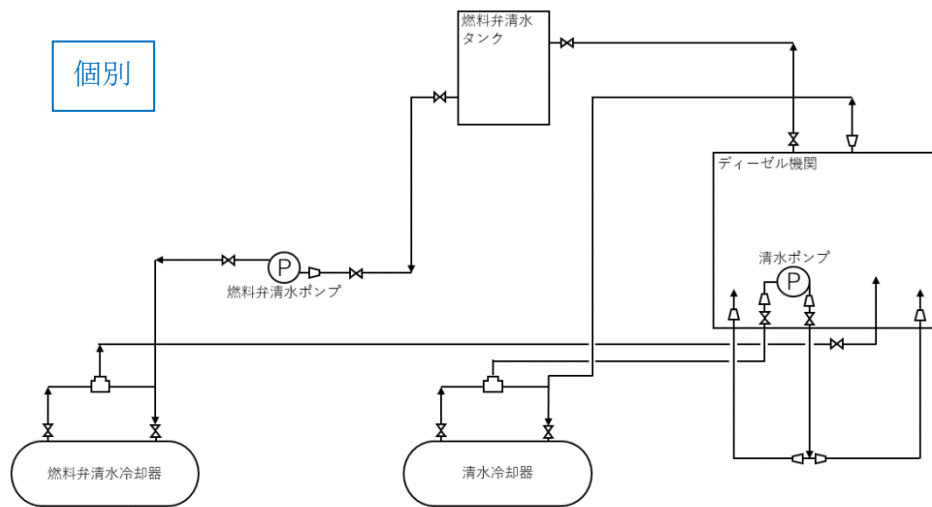 個別
燃料弁清水
タンク
ディーゼル機関
清水ポンプ
P
P
燃料弁清水ポンプ
燃料弁清水冷却器
清水冷却器